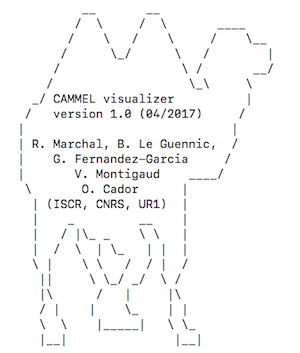 CAMMEL visualizer
version 1.0 (04/2017)
R. Marchal, B. Le Guennic,
G. Fernandez-Garcia
V. Montigaud
O. Cador
(ISCR, CNRS, UR1)